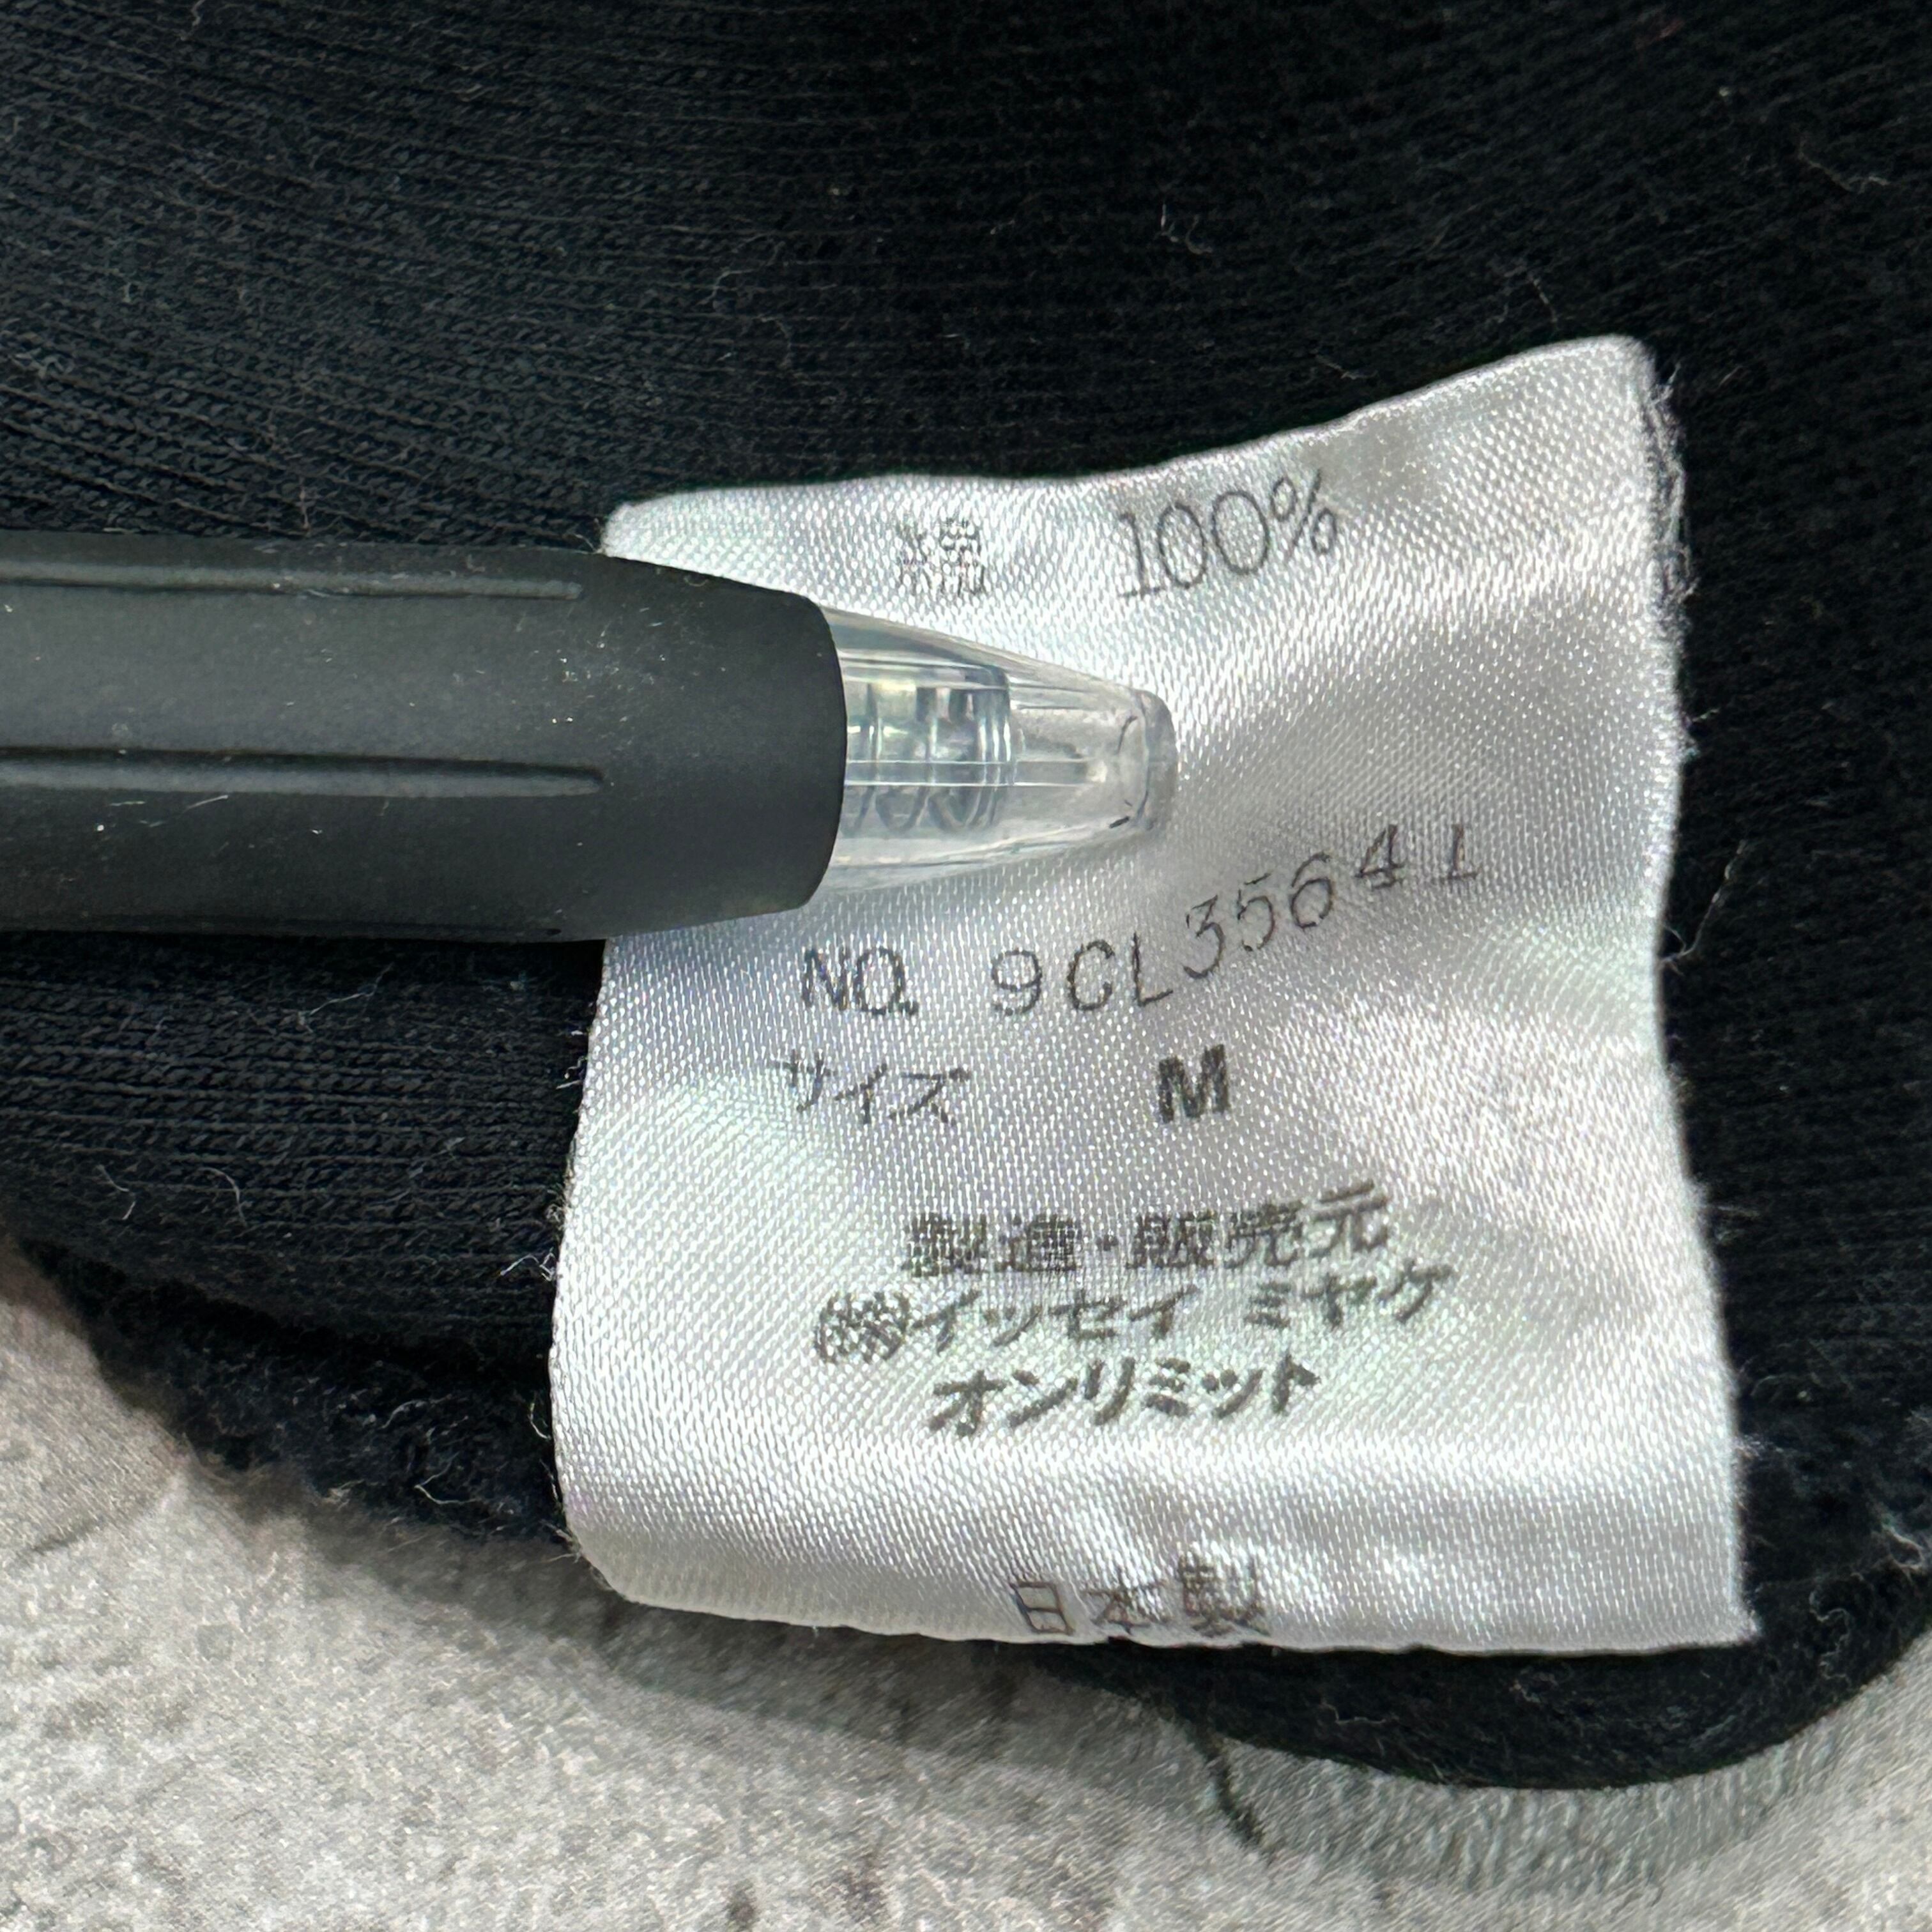 綿 100%
NO. 9CL35641
サイズ M
製造・販売元
㈱イッセイ ミヤケ
オンリミット
日本製